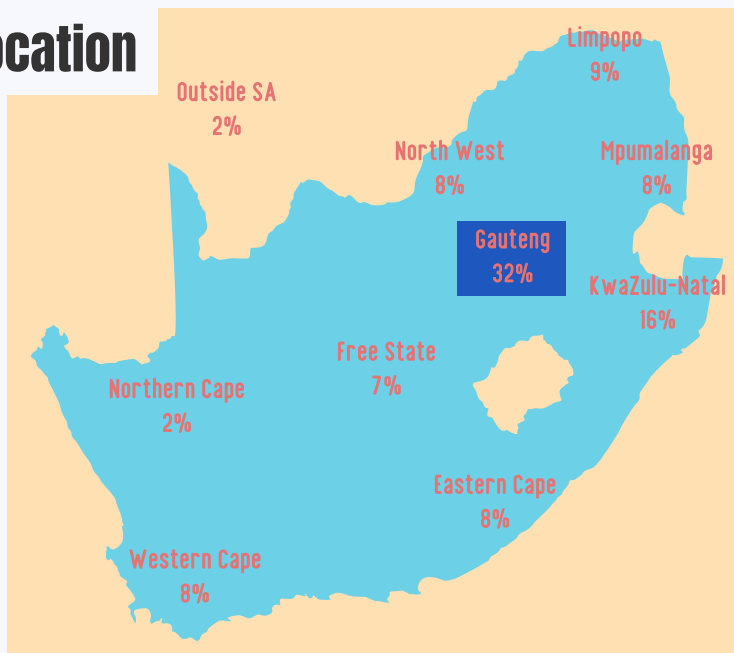 ocation
Limpopo
9%
Outside SA
2%
North West
8%
Mpumalanga
8%
Gauteng
32%
KwaZulu-Natal
16%
Free State
7%
Northern Cape
2%
Eastern Cape
8%
Western Cape
8%